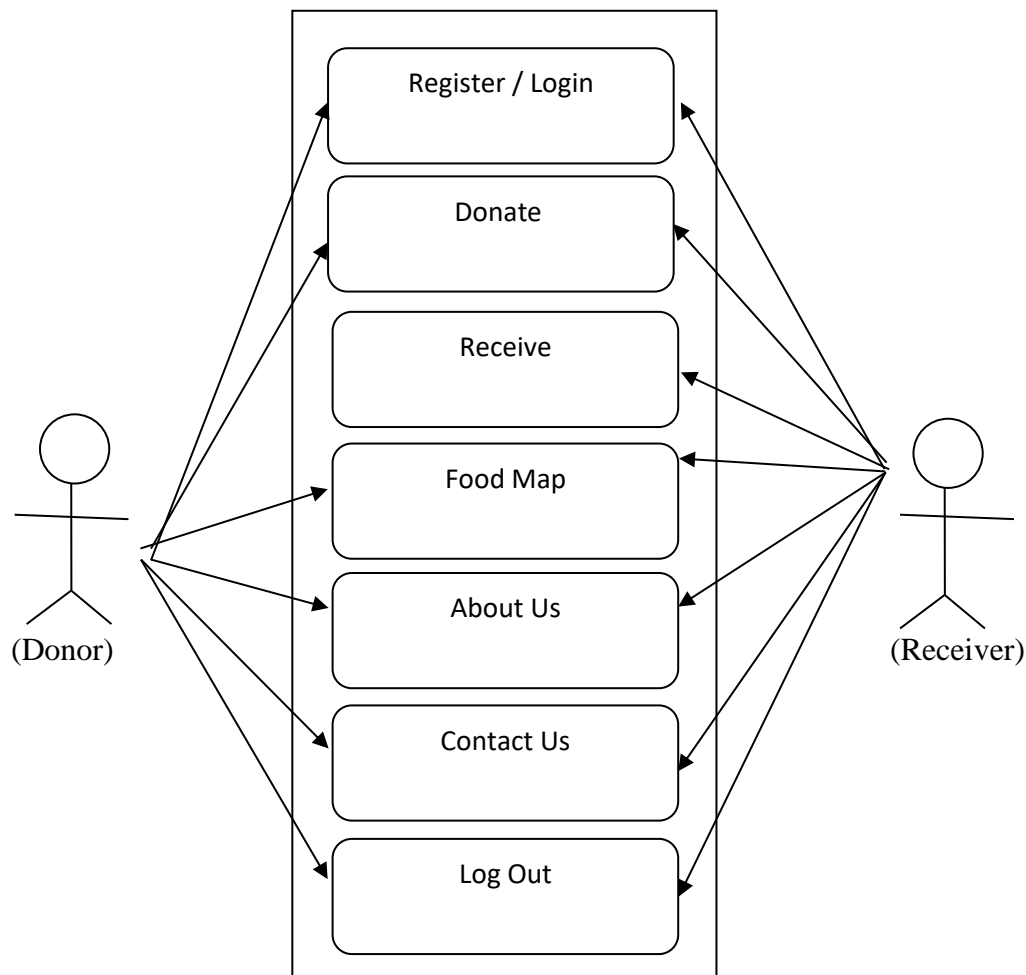 Register / Login
Donate
Receive
Food Map
About Us
(Donor)
(Receiver)
Contact Us
Log Out